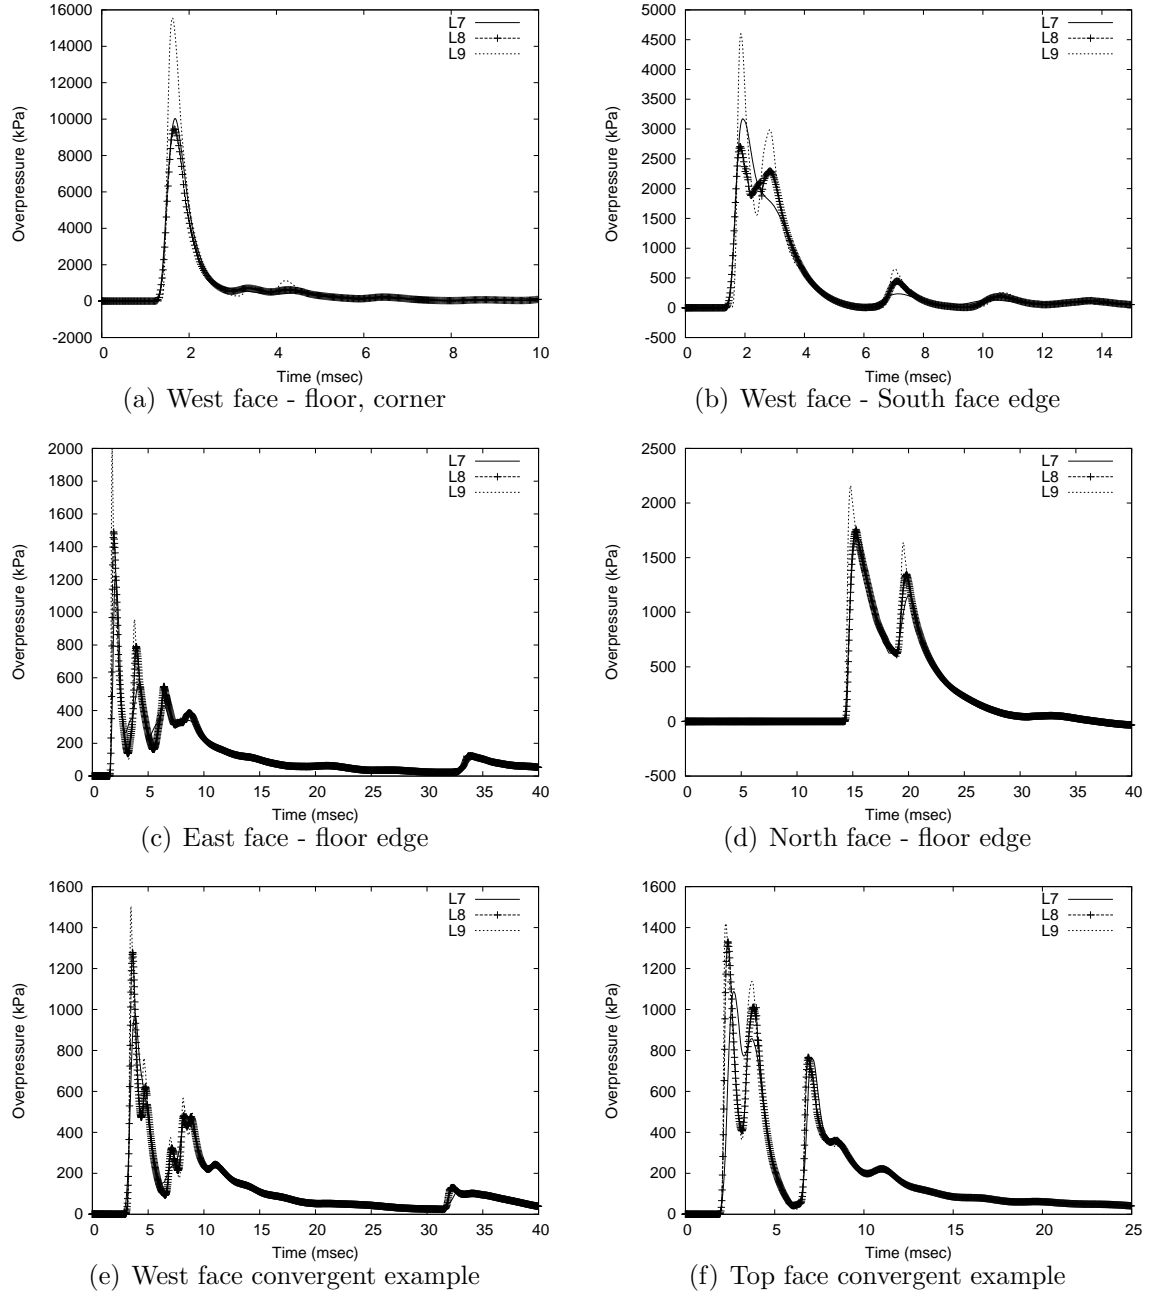 16000
14000
12000
10000
8000
6000
4000
2000
0
-2000
Overpressure (kPa)
0 2 4 6 8 10
Time (msec)
L7
L8
L9
(a) West face - floor, corner
5000
4500
4000
3500
3000
2500
2000
1500
1000
500
0
-500
Overpressure (kPa)
0 2 4 6 8 10 12 14
Time (msec)
L7
L8
L9
(b) West face - South face edge
2000
1800
1600
1400
1200
1000
800
600
400
200
0
Overpressure (kPa)
0 5 10 15 20 25 30 35 40
Time (msec)
L7
L8
L9
(c) East face - floor edge
2500
2000
1500
1000
500
0
-500
Overpressure (kPa)
0 5 10 15 20 25 30 35 40
Time (msec)
L7
L8
L9
(d) North face - floor edge
1600
1400
1200
1000
800
600
400
200
0
Overpressure (kPa)
0 5 10 15 20 25 30 35 40
Time (msec)
L7
L8
L9
(e) West face convergent example
1600
1400
1200
1000
800
600
400
200
0
Overpressure (kPa)
0 5 10 15 20 25
Time (msec)
L7
L8
L9
(f) Top face convergent example